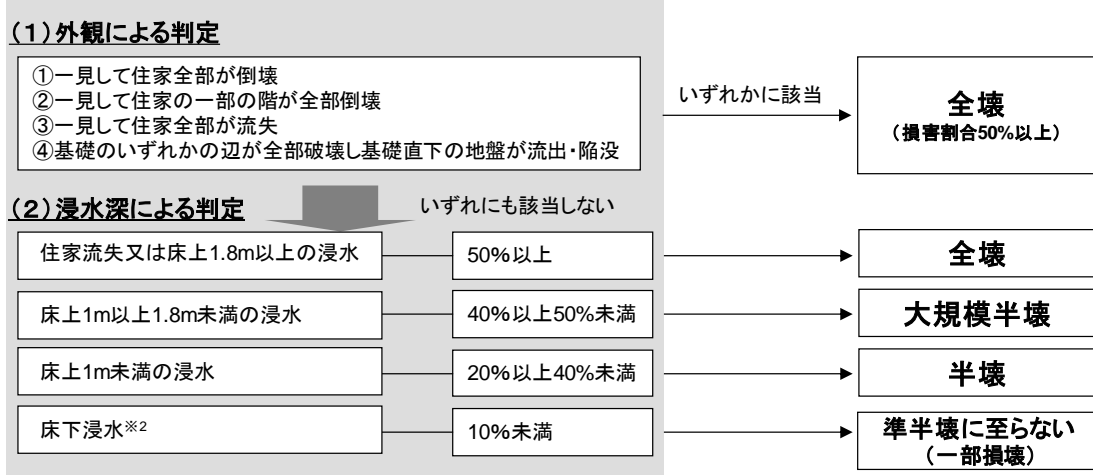 (1)外観による判定
①一見して住家全部が倒壊
②一見して住家の一部の階が全部倒壊
③一見して住家全部が流失
④基礎のいずれかの辺が全部破壊し基礎直下の地盤が流出・陥没
いずれかに該当
全壊
(損害割合50%以上)
(2)浸水深による判定
いずれにも該当しない
住家流失又は床上1.8m以上の浸水
50%以上
全壊
床上1m以上1.8m未満の浸水
40%以上50%未満
大規模半壊
床上1m未満の浸水
20%以上40%未満
半壊
床下浸水※2
10%未満
準半壊に至らない
(一部損壊)